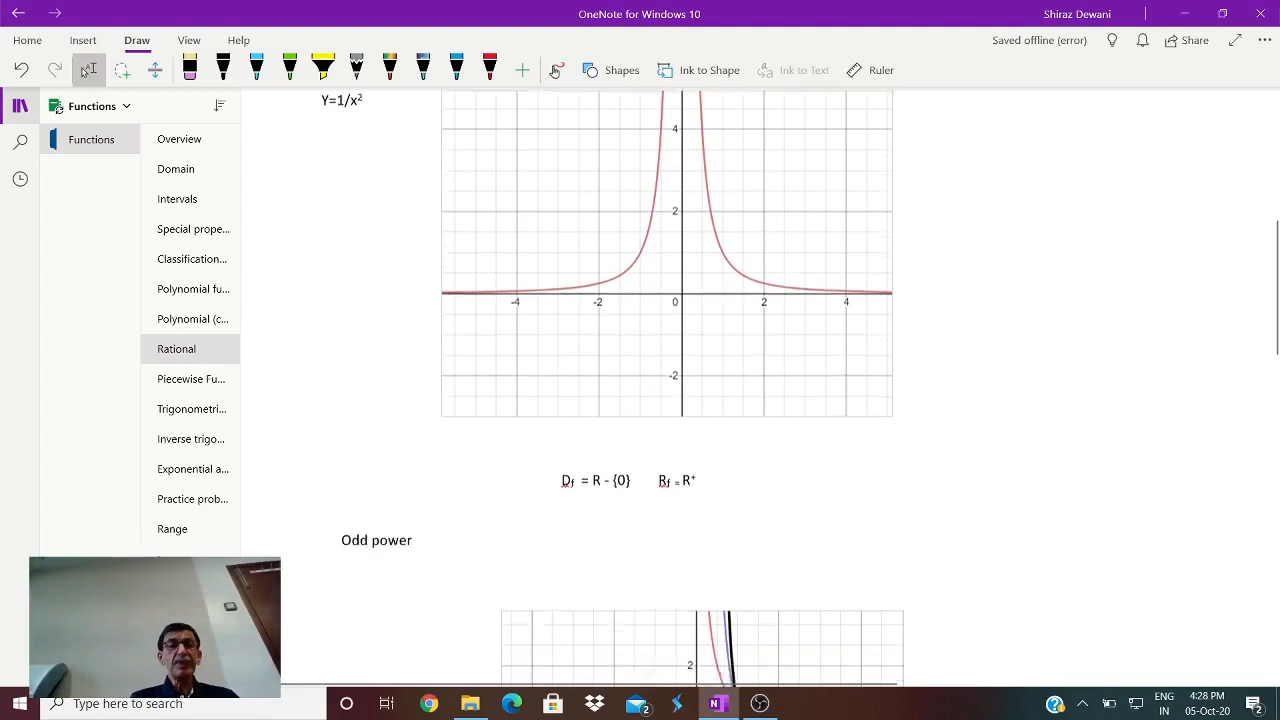 OneNote for Windows 10
Shiraz Dewani
Home
Insert
Draw
View
Help
Saved offline (error)
Share
Shapes
Ink to Shape
Ink to Text
Ruler
Functions
Functions
Overview
Domain
Intervals
Special prope...
Classification...
Polynomial fu...
Polynomial (c...
Rational
Piecewise Fu...
Trigonometri...
Inverse trigo...
Exponential a...
Practice prob...
Range
Y=1/x²
4
2
-4 -2 0 2 4
-2
Df = R - {0} Rf = R⁺
Odd power
2
Type here to search
2
ENG
IN
4:28 PM
05-Oct-20
2